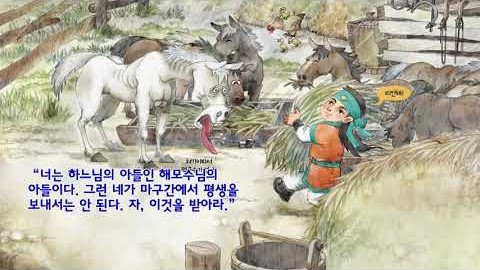 “너는 하느님의 아들인 해모수님의
아들이다. 그런 네가 마구간에서 평생을
보내서는 안 된다. 자, 이것을 받아라.”